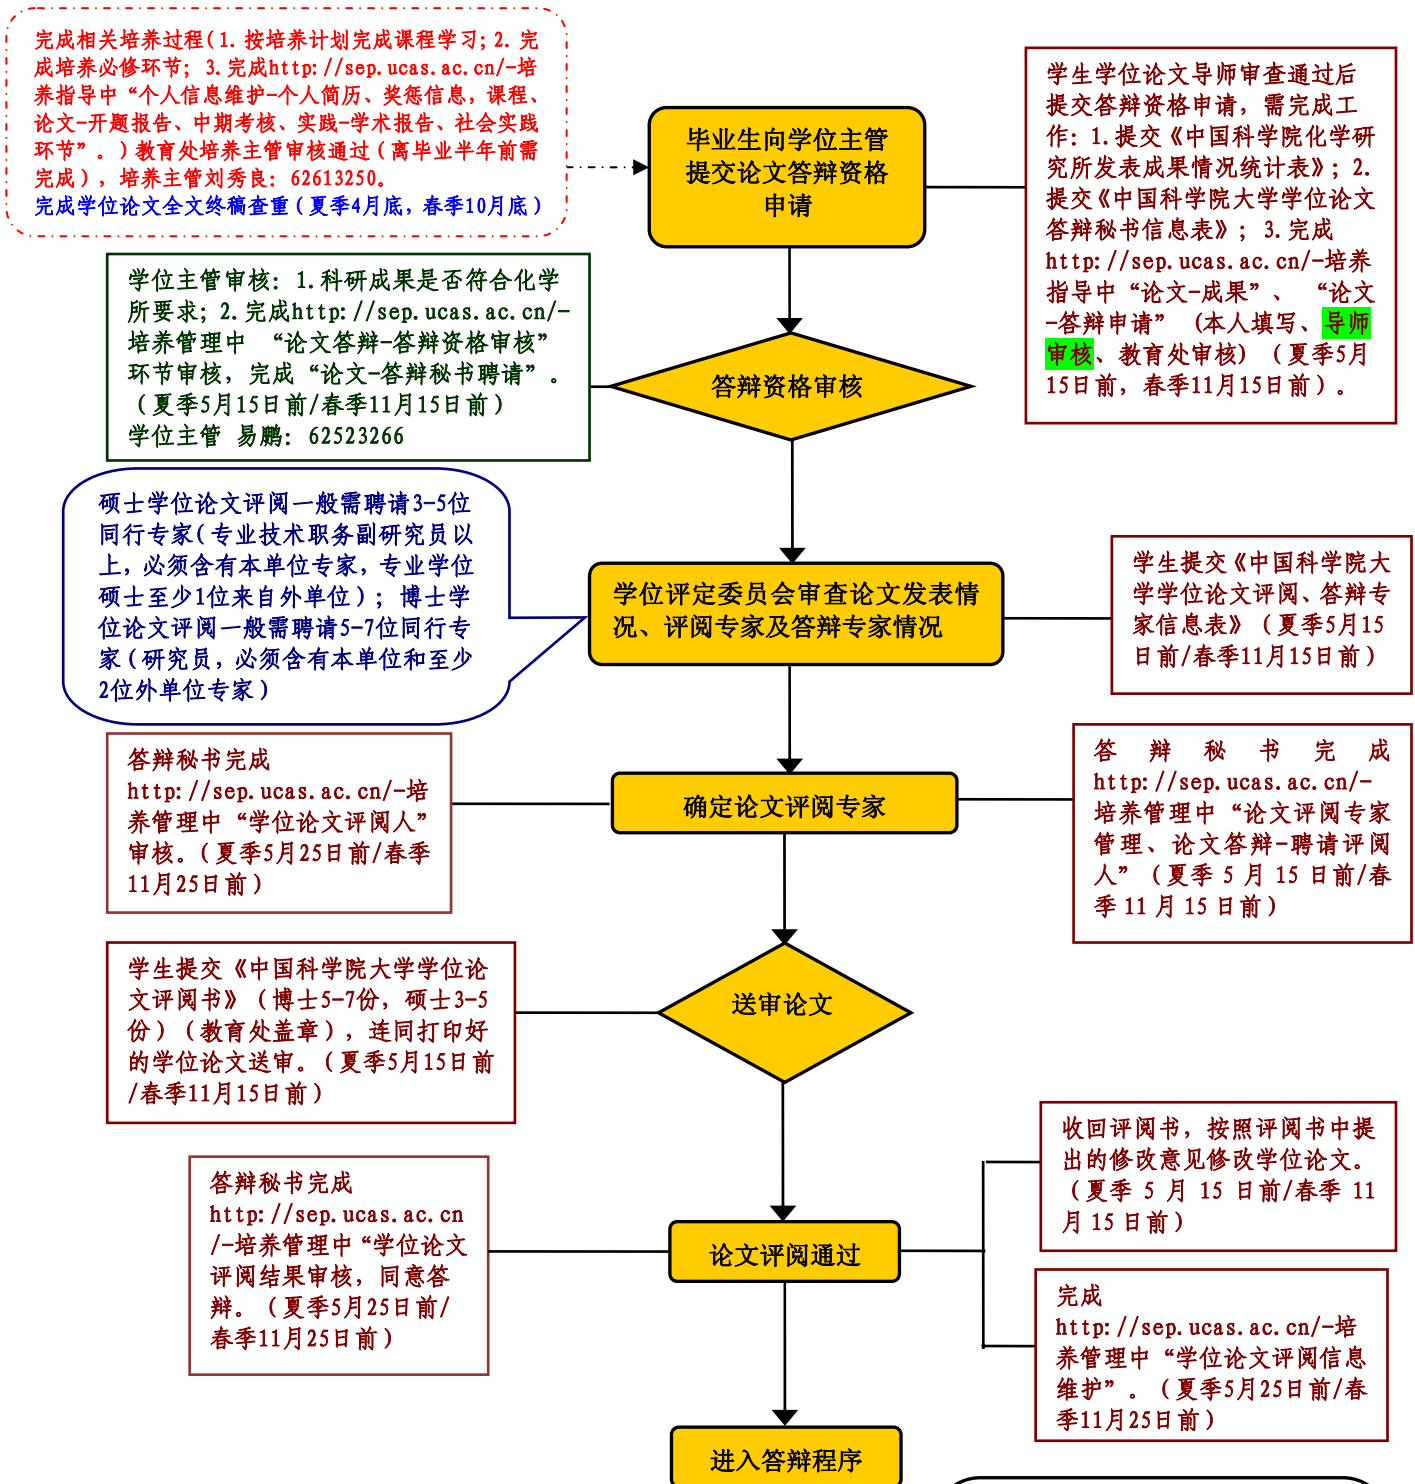 完成相关培养过程(1.按培养计划完成课程学习;2.完
成培养必修环节；3.完成http://sep.ucas.ac.cn/-培
养指导中“个人信息维护-个人简历、奖惩信息，课程、
论文-开题报告、中期考核、实践-学术报告、社会实践
环节”。)教育处培养主管审核通过(离毕业半年前需
完成)，培养主管刘秀良：62613250。
完成学位论文全文终稿查重(夏季4月底，春季10月底)
毕业生向学位主管
提交论文答辩资格
申请
学生学位论文导师审查通过后
提交答辩资格申请，需完成工
作：1.提交《中国科学院化学研
究所发表成果情况统计表》；2.
提交《中国科学院大学学位论文
答辩秘书信息表》；3.完成
http://sep.ucas.ac.cn/-培养
指导中“论文-成果”、“论文
-答辩申请”(本人填写、导师
审核、教育处审核)(夏季5月
15日前，春季11月15日前)。
学位主管审核：1.科研成果是否符合化学
所要求；2.完成http://sep.ucas.ac.cn/-
培养管理中 “论文答辩-答辩资格审核”
环节审核，完成“论文-答辩秘书聘请”。
(夏季5月15日前/春季11月15日前)
学位主管 易鹏：62523266
答辩资格审核
硕士学位论文评阅一般需聘请3-5位
同行专家(专业技术职务副研究员以
上，必须含有本单位专家，专业学位
硕士至少1位来自外单位)；博士学
位论文评阅一般需聘请5-7位同行专
家(研究员，必须含有本单位和至少
2位外单位专家)
学位评定委员会审查论文发表情
况、评阅专家及答辩专家情况
学生提交《中国科学院大
学学位论文评阅、答辩专
家信息表》(夏季5月15
日前/春季11月15日前)
答辩秘书完成
http://sep.ucas.ac.cn/-培
养管理中“学位论文评阅人”
审核。(夏季5月25日前/春季
11月25日前)
确定论文评阅专家
答辩秘书完成
http://sep.ucas.ac.cn/-
培养管理中“论文评阅专家
管理、论文答辩-聘请评阅
人”(夏季 5 月 15 日前/春
季 11 月 15 日前)
学生提交《中国科学院大学学位论
文评阅书》(博士5-7份，硕士3-5
份)(教育处盖章)，连同打印好
的学位论文送审。(夏季5月15日前
/春季11月15日前)
送审论文
收回评阅书，按照评阅书中提
出的修改意见修改学位论文。
(夏季 5 月 15 日前/春季 11
月 15 日前)
答辩秘书完成
http://sep.ucas.ac.cn
/-培养管理中“学位论文
评阅结果审核，同意答
辩。(夏季5月25日前/
春季11月25日前)
论文评阅通过
完成
http://sep.ucas.ac.cn/-培
养管理中“学位论文评阅信息
维护”。(夏季5月25日前/春
季11月25日前)
进入答辩程序